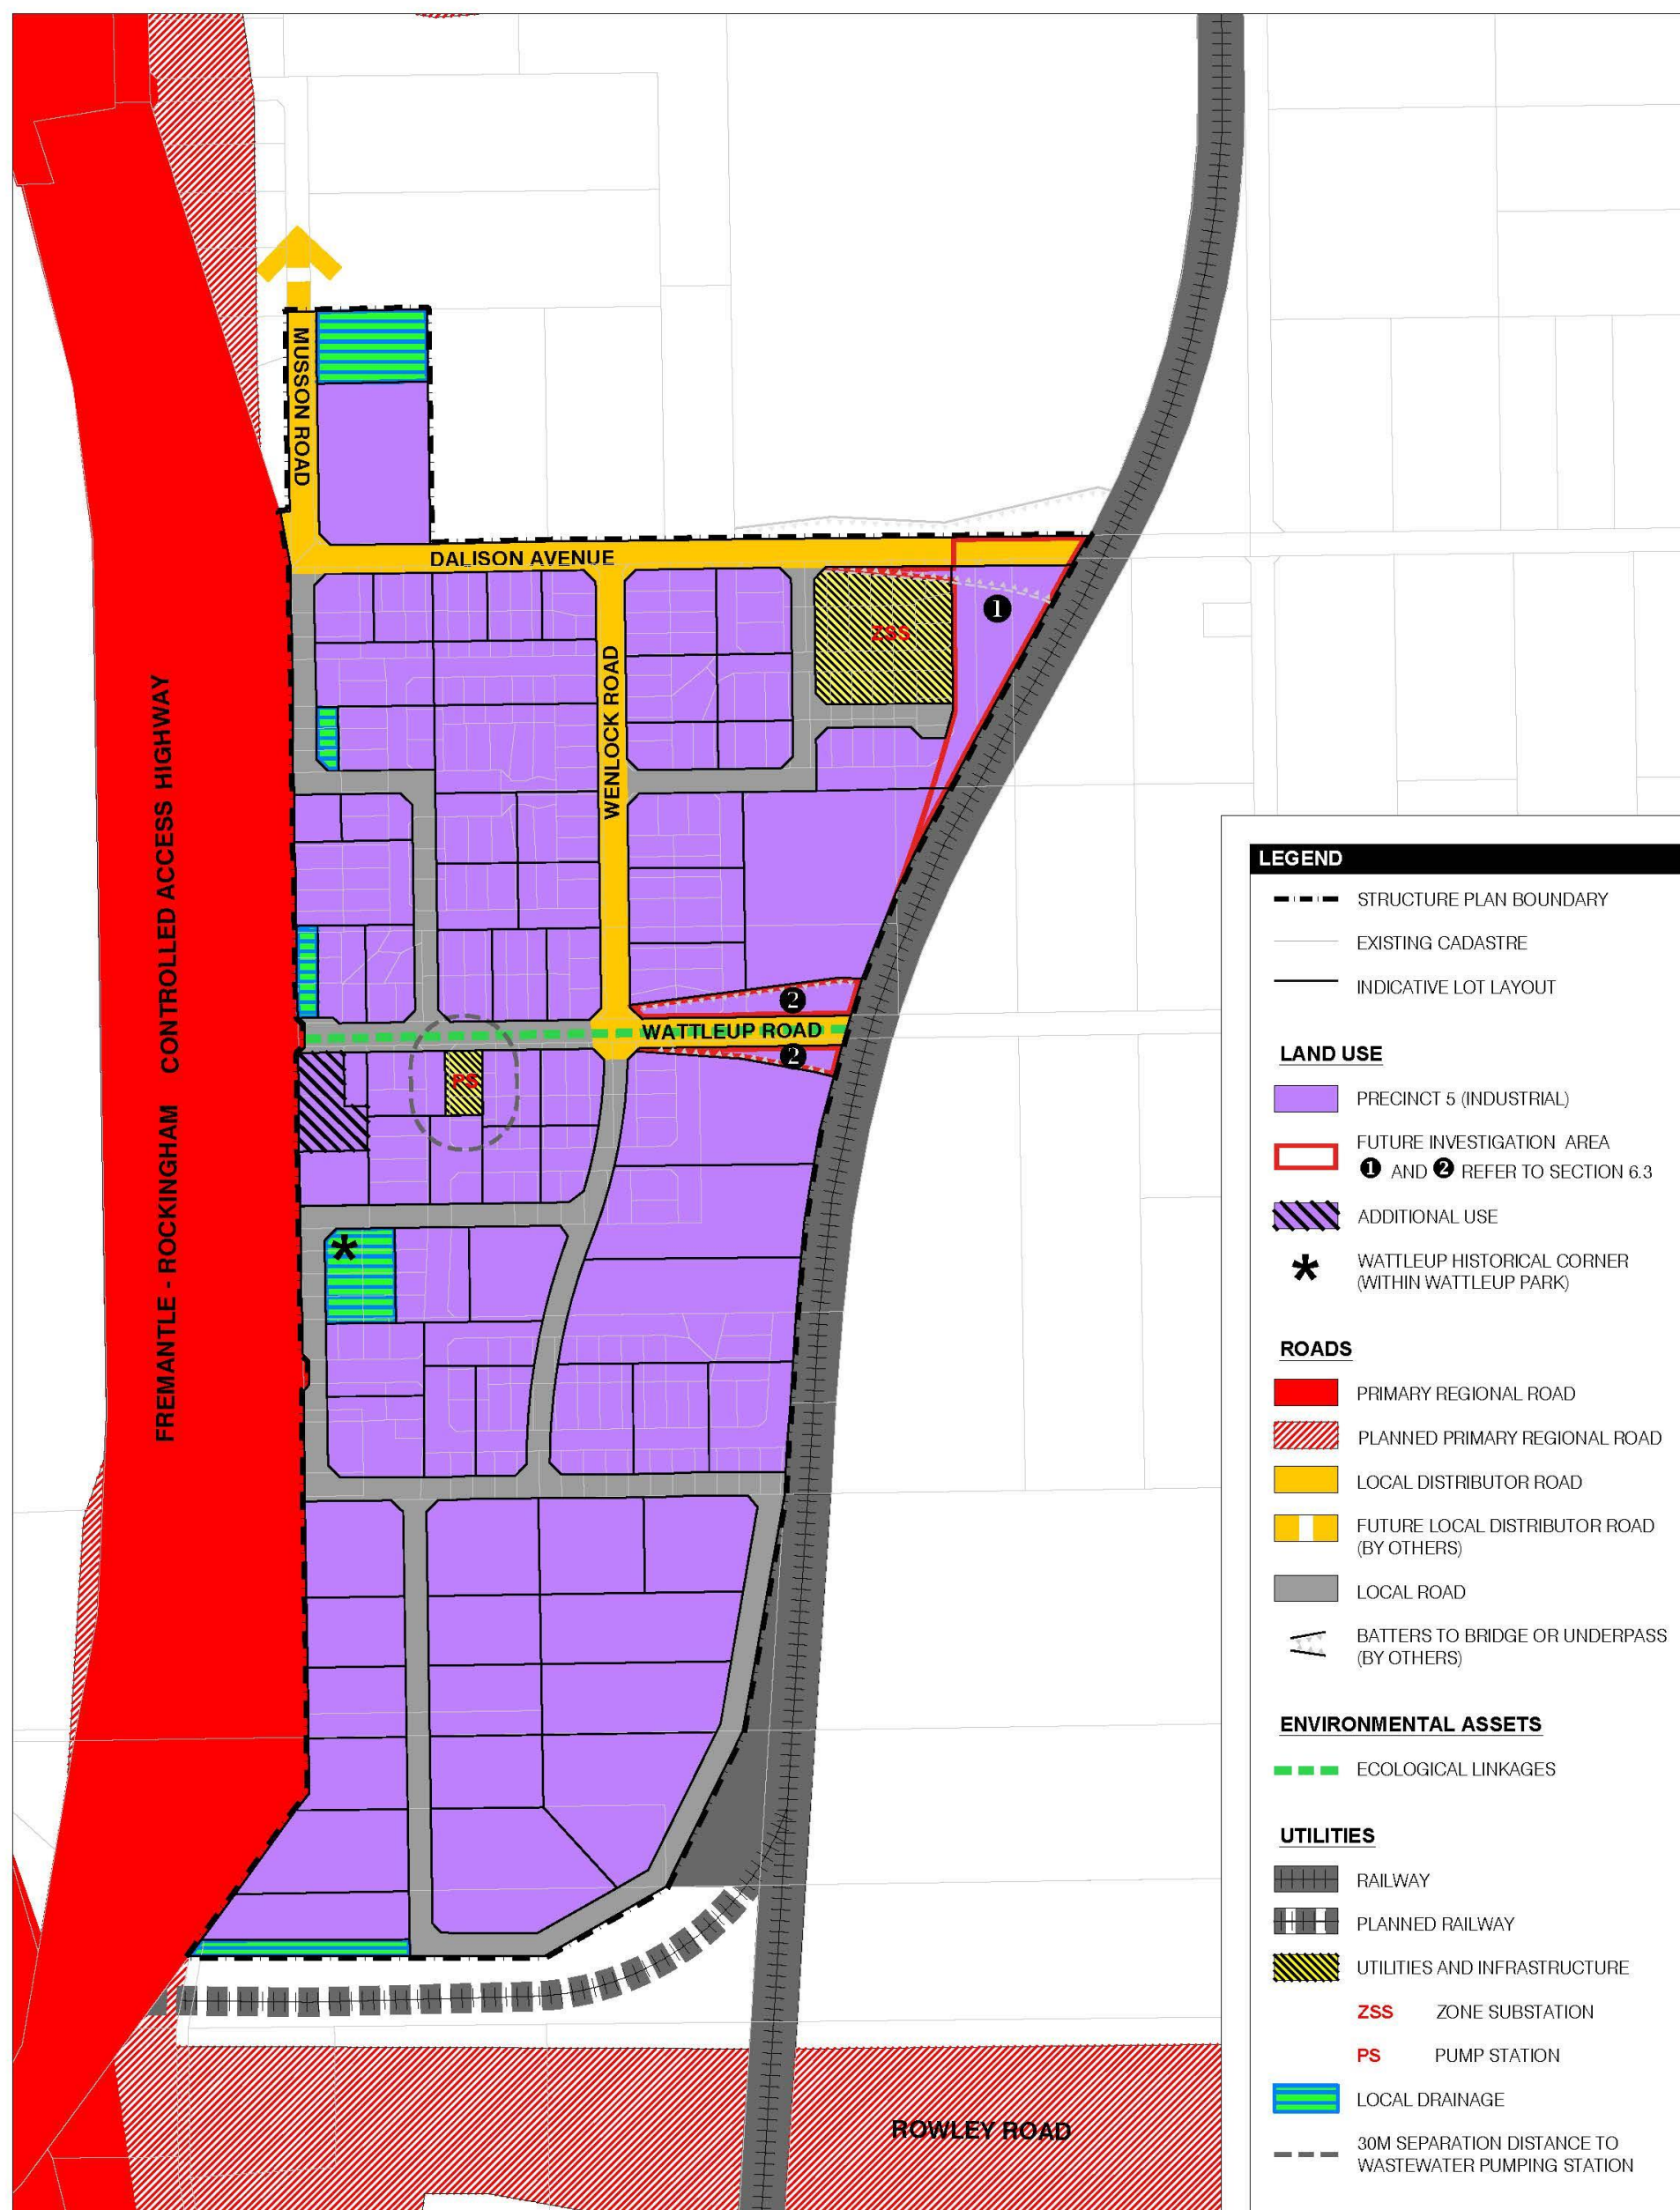 MUSSON ROAD
DALISON AVENUE
❶
ZSS
WENLOCK ROAD
FREMANTLE - ROCKINGHAM CONTROLLED ACCESS HIGHWAY
❷
WATTLEUP ROAD
❷
PS
*
ROWLEY ROAD
LEGEND
STRUCTURE PLAN BOUNDARY
EXISTING CADASTRE
INDICATIVE LOT LAYOUT
LAND USE
PRECINCT 5 (INDUSTRIAL)
FUTURE INVESTIGATION AREA
❶ AND ❷ REFER TO SECTION 6.3
ADDITIONAL USE
* WATTLEUP HISTORICAL CORNER
(WITHIN WATTLEUP PARK)
ROADS
PRIMARY REGIONAL ROAD
PLANNED PRIMARY REGIONAL ROAD
LOCAL DISTRIBUTOR ROAD
FUTURE LOCAL DISTRIBUTOR ROAD
(BY OTHERS)
LOCAL ROAD
BATTERS TO BRIDGE OR UNDERPASS
(BY OTHERS)
ENVIRONMENTAL ASSETS
ECOLOGICAL LINKAGES
UTILITIES
RAILWAY
PLANNED RAILWAY
UTILITIES AND INFRASTRUCTURE
ZSS ZONE SUBSTATION
PS PUMP STATION
LOCAL DRAINAGE
30M SEPARATION DISTANCE TO
WASTEWATER PUMPING STATION